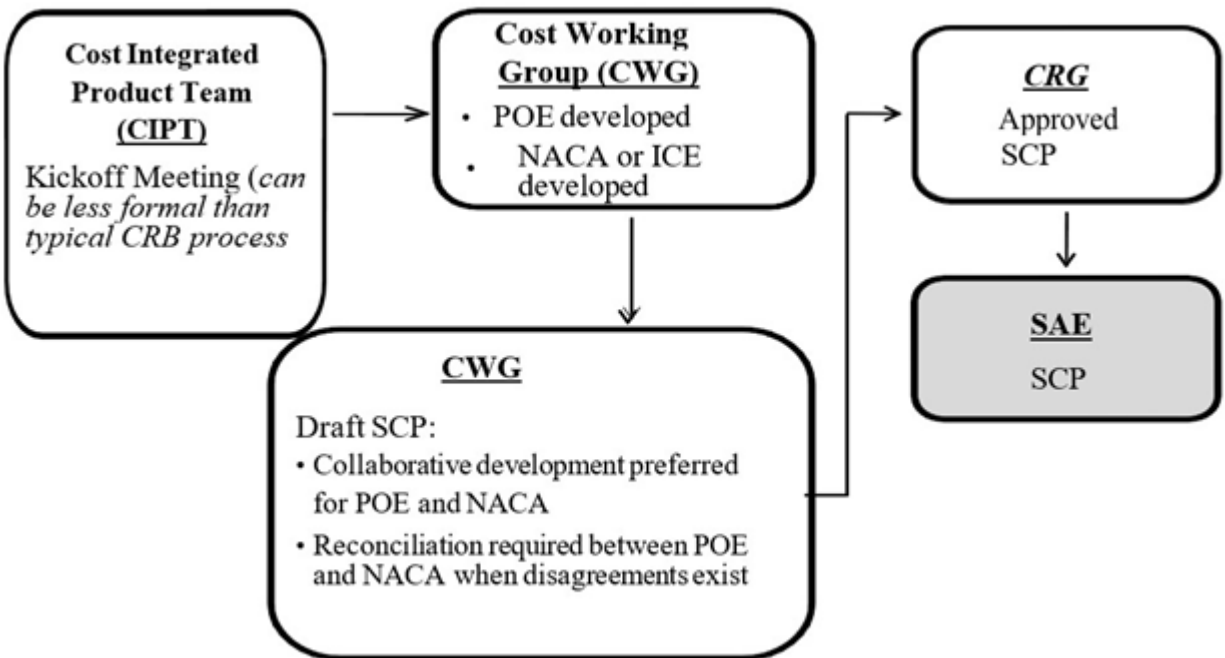 Cost Integrated
Product Team
(CIPT)
Kickoff Meeting (can
be less formal than
typical CRB process
Cost Working
Group (CWG)
• POE developed
• NACA or ICE
developed
CWG
Draft SCP:
• Collaborative development preferred
for POE and NACA
• Reconciliation required between POE
and NACA when disagreements exist
CRG
Approved
SCP
SAE
SCP